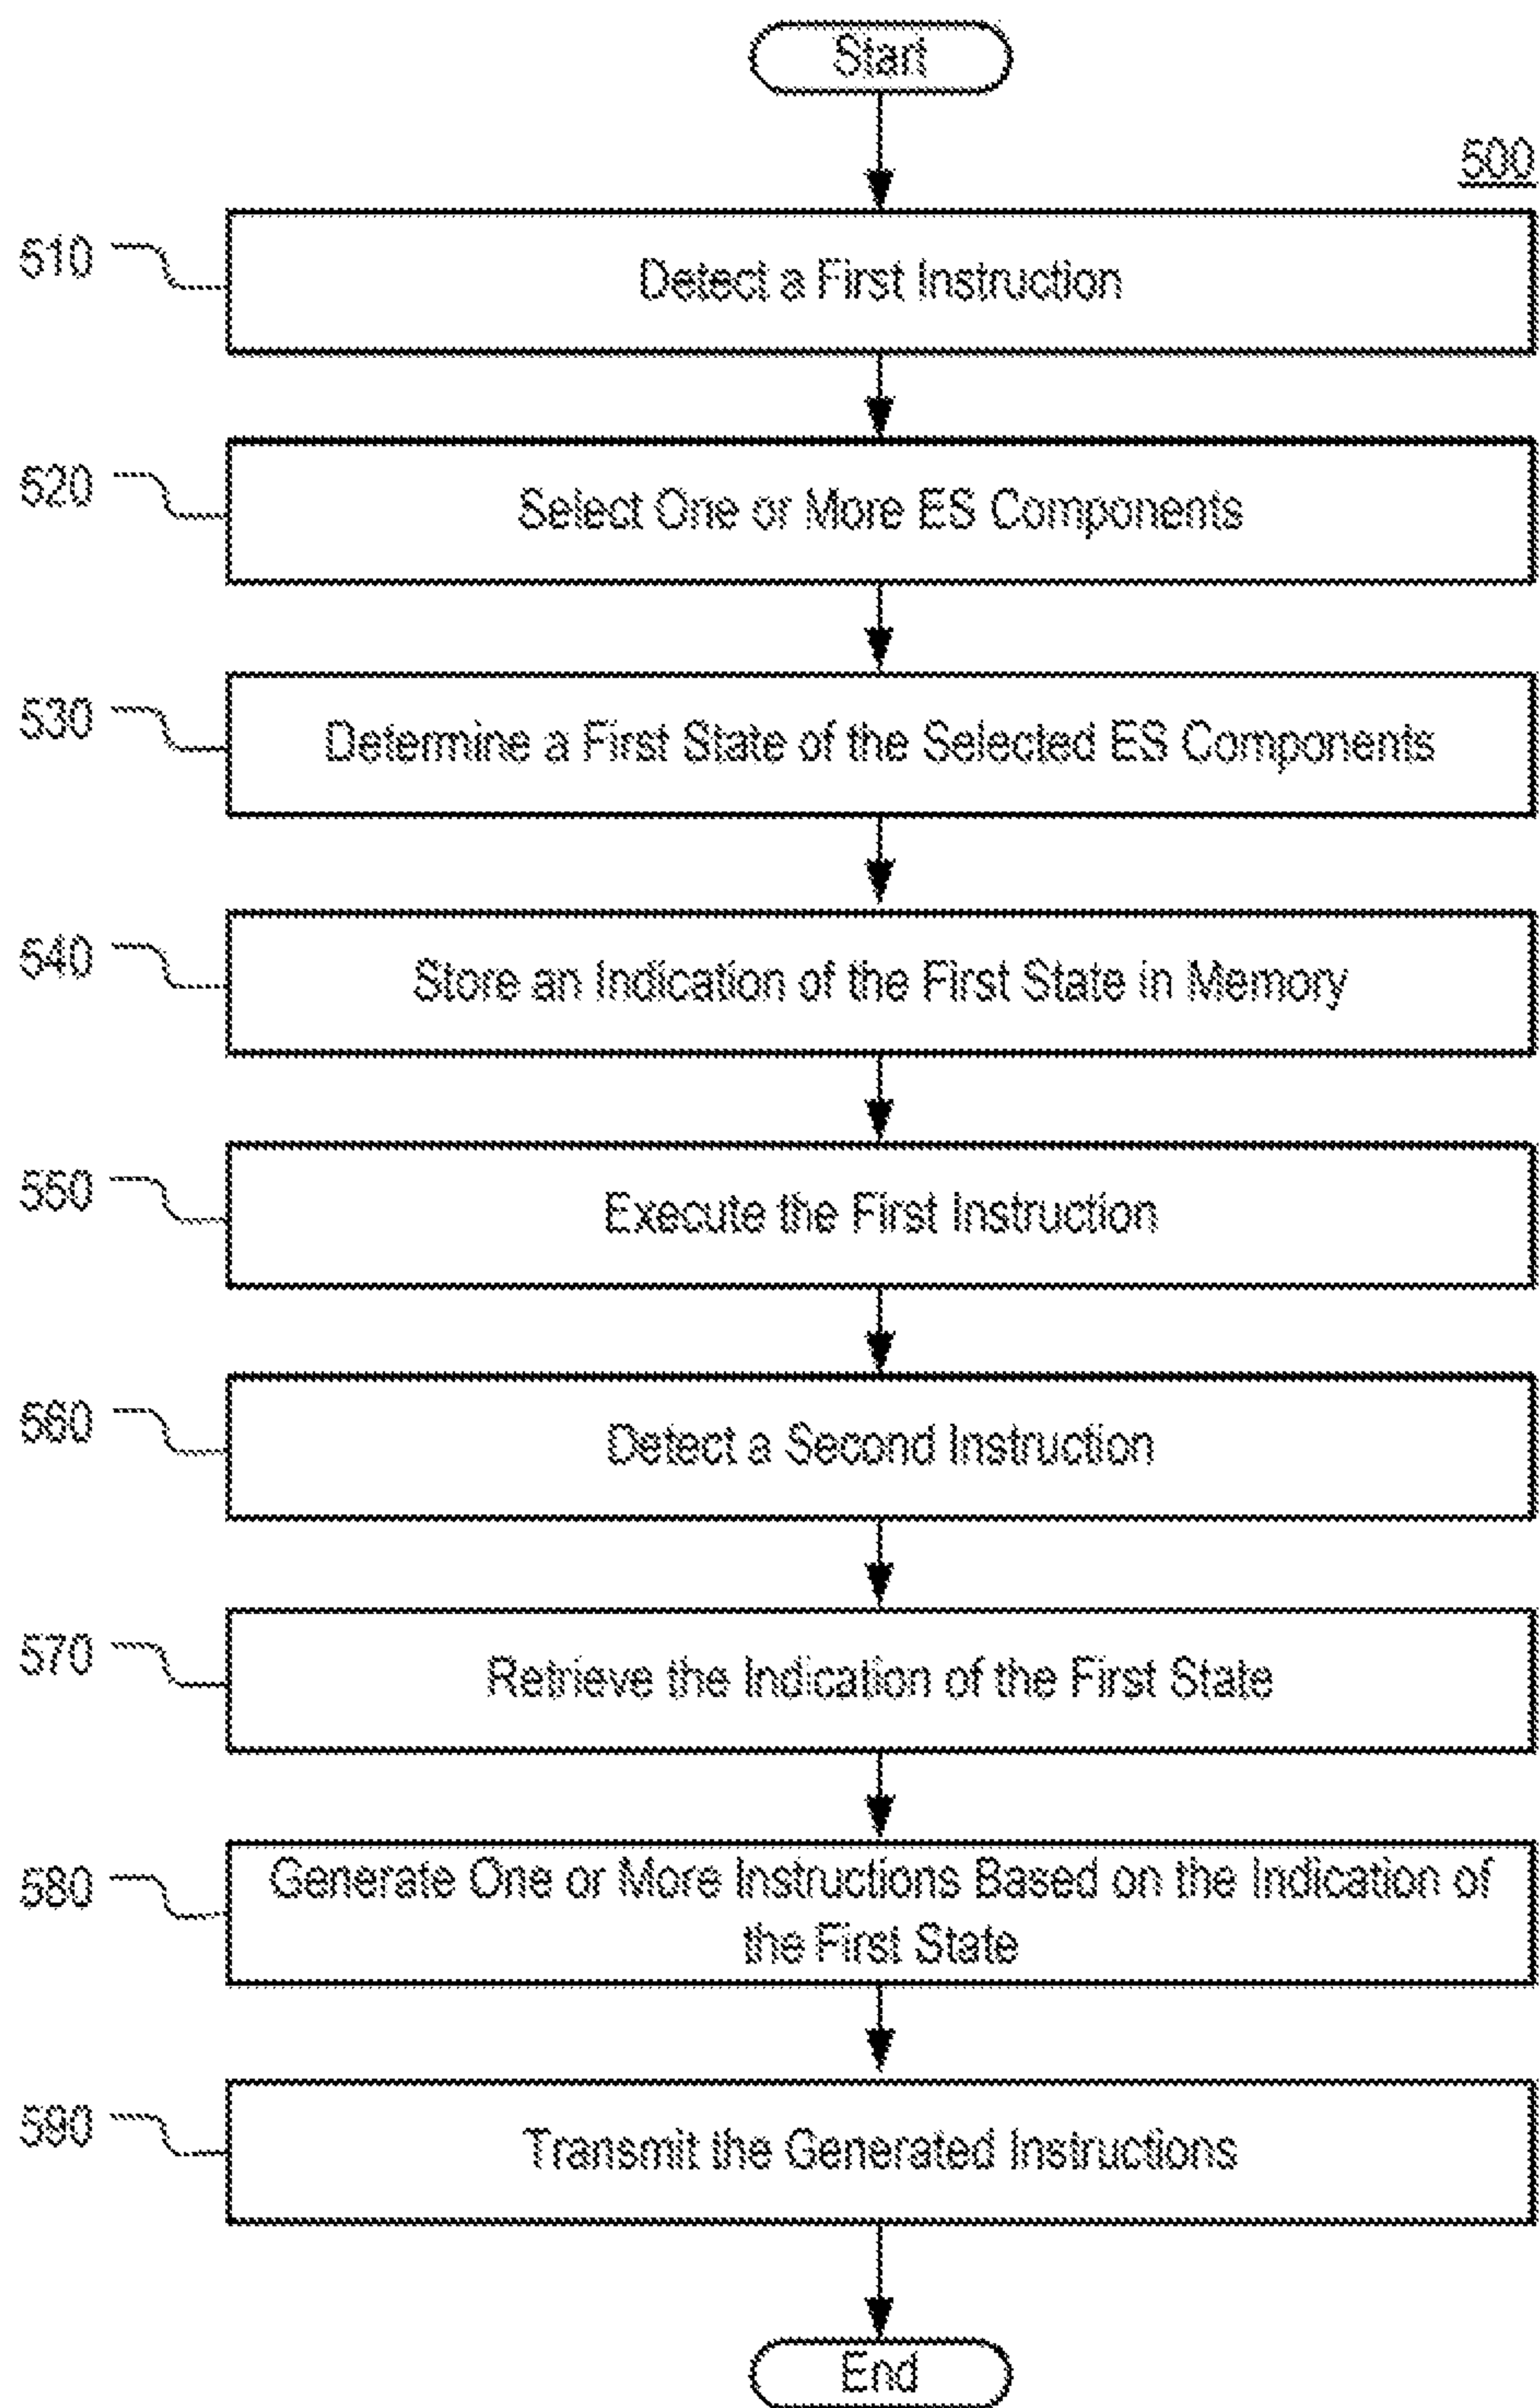 Start
500
510
Detect a First Instruction
520
Select One or More ES Components
530
Determine a First State of the Selected ES Components
540
Store an Indication of the First State in Memory
550
Execute the First Instruction
560
Detect a Second Instruction
570
Retrieve the Indication of the First State
580
Generate One or More Instructions Based on the Indication of
the First State
590
Transmit the Generated Instructions
End